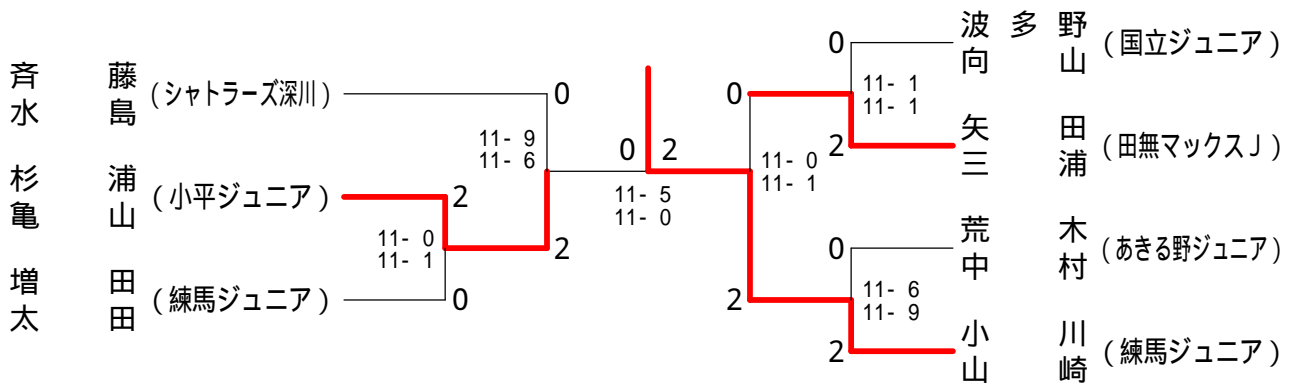 斉藤
水島
(シャトラーズ深川)
杉浦
亀山
(小平ジュニア)
増田
太田
(練馬ジュニア)
0
11- 9
11- 6
2
2
11- 0
11- 1
0
0 2
11- 5
11- 0
0
11- 0
11- 1
2
0
11- 1
11- 1
2
0
11- 6
11- 9
2
波多野
向山
(国立ジュニア)
矢田
三浦
(田無マックスJ)
荒木
中村
(あきる野ジュニア)
小川
山崎
(練馬ジュニア)